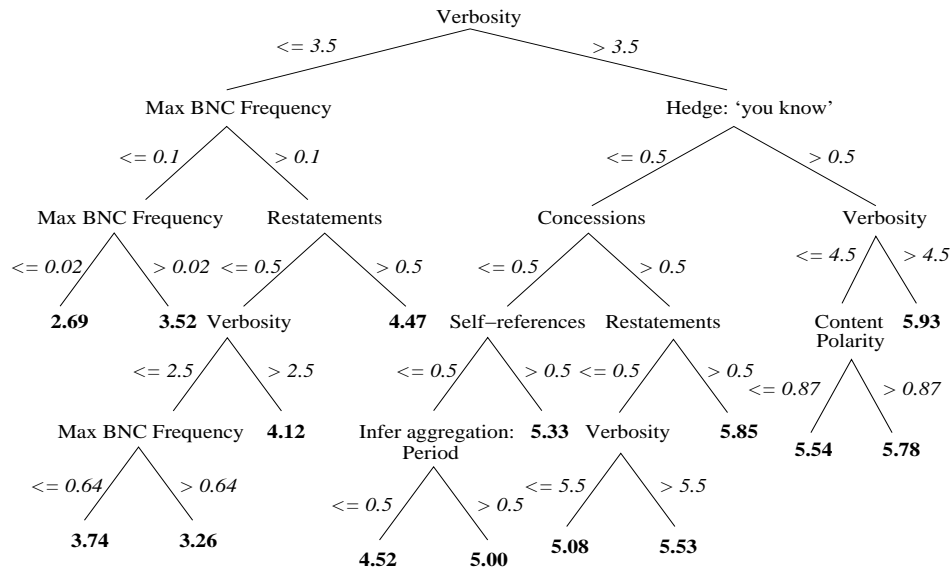 Verbosity
<= 3.5 > 3.5
Max BNC Frequency Hedge: ‘you know’
<= 0.1 > 0.1 <= 0.5 > 0.5
Max BNC Frequency Restatements Concessions Verbosity
<= 0.02 > 0.02 <= 0.5 > 0.5 <= 0.5 > 0.5 <= 4.5 > 4.5
2.69 3.52 Verbosity 4.47 Self−references Restatements Content 5.93
Polarity
<= 2.5 > 2.5 <= 0.5 > 0.5 <= 0.5 > 0.5 <= 0.87 > 0.87
Max BNC Frequency 4.12 Infer aggregation: 5.33 Verbosity 5.85 5.54 5.78
Period
<= 0.64 > 0.64 <= 0.5 > 0.5 <= 5.5 > 5.5
3.74 3.26 4.52 5.00 5.08 5.53